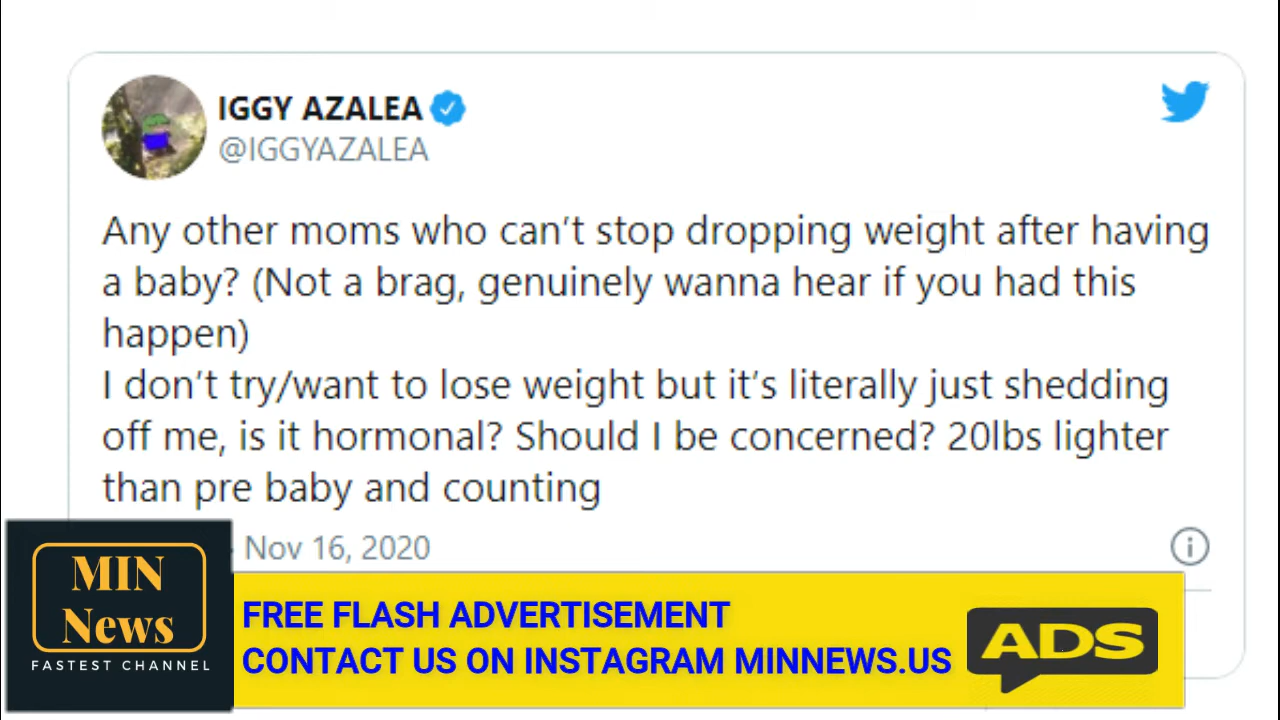 IGGY AZALEA
@IGGYAZALEA
Any other moms who can't stop dropping weight after having
a baby? (Not a brag, genuinely wanna hear if you had this
happen)
I don't try/want to lose weight but it's literally just shedding
off me, is it hormonal? Should I be concerned? 20lbs lighter
than pre baby and counting
Nov 16, 2020
MIN
News
FASTEST CHANNEL
FREE FLASH ADVERTISEMENT
CONTACT US ON INSTAGRAM MINNEWS.US
ADS